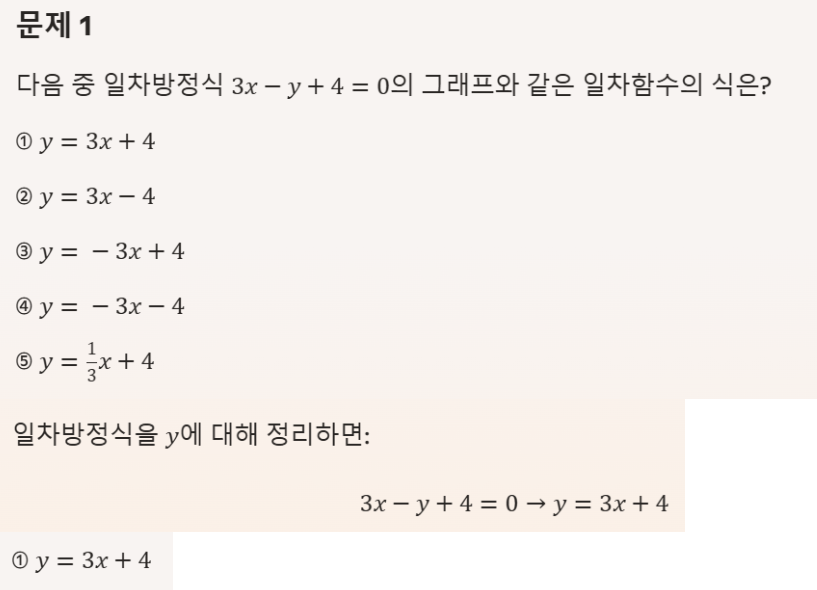 문제 1
다음 중 일차방정식 3x − y + 4 = 0의 그래프와 같은 일차함수의 식은?
① y = 3x + 4
② y = 3x − 4
③ y = − 3x + 4
④ y = − 3x − 4
⑤ y = \frac{1}{3}x + 4
일차방정식을 y에 대해 정리하면:
3x − y + 4 = 0 → y = 3x + 4
① y = 3x + 4